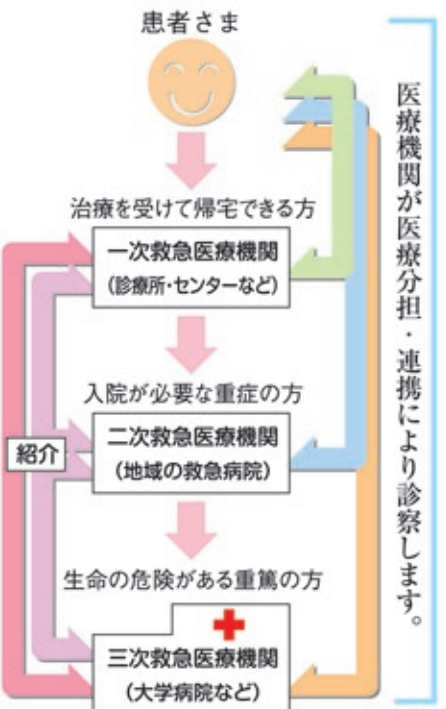 患者さま
治療を受けて帰宅できる方
一次救急医療機関
(診療所・センターなど)
入院が必要な重症の方
二次救急医療機関
(地域の救急病院)
紹介
生命の危険がある重篤の方
三次救急医療機関
(大学病院など)
医療機関が医療分担・連携により診察します。